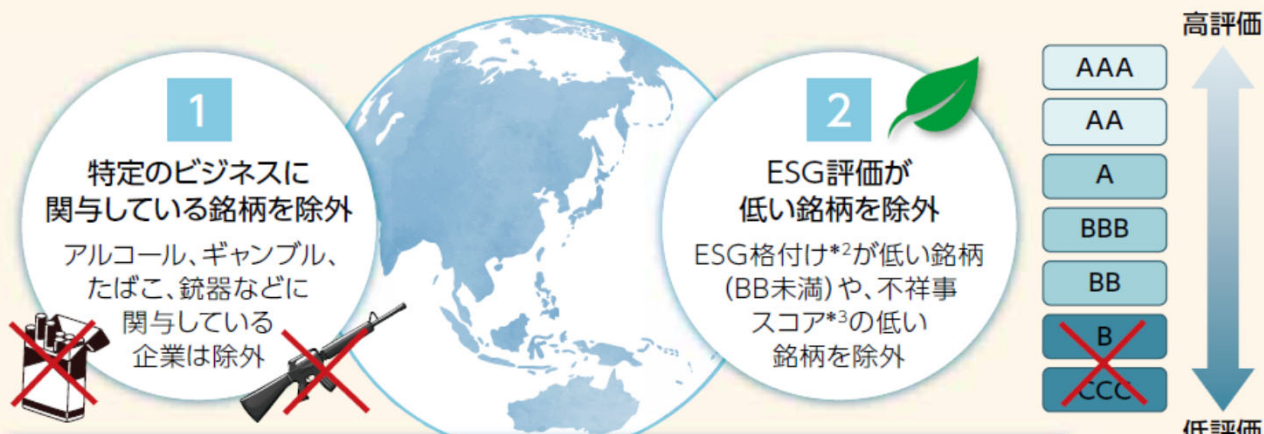 1
特定のビジネスに
関与している銘柄を除外
アルコール、ギャンブル、
たばこ、銃器などに
関与している
企業は除外
2
ESG評価が
低い銘柄を除外
ESG格付け*2が低い銘柄
(BB未満)や、不祥事
スコア*3の低い
銘柄を除外
高評価
AAA
AA
A
BBB
BB
B
CCC
低評価